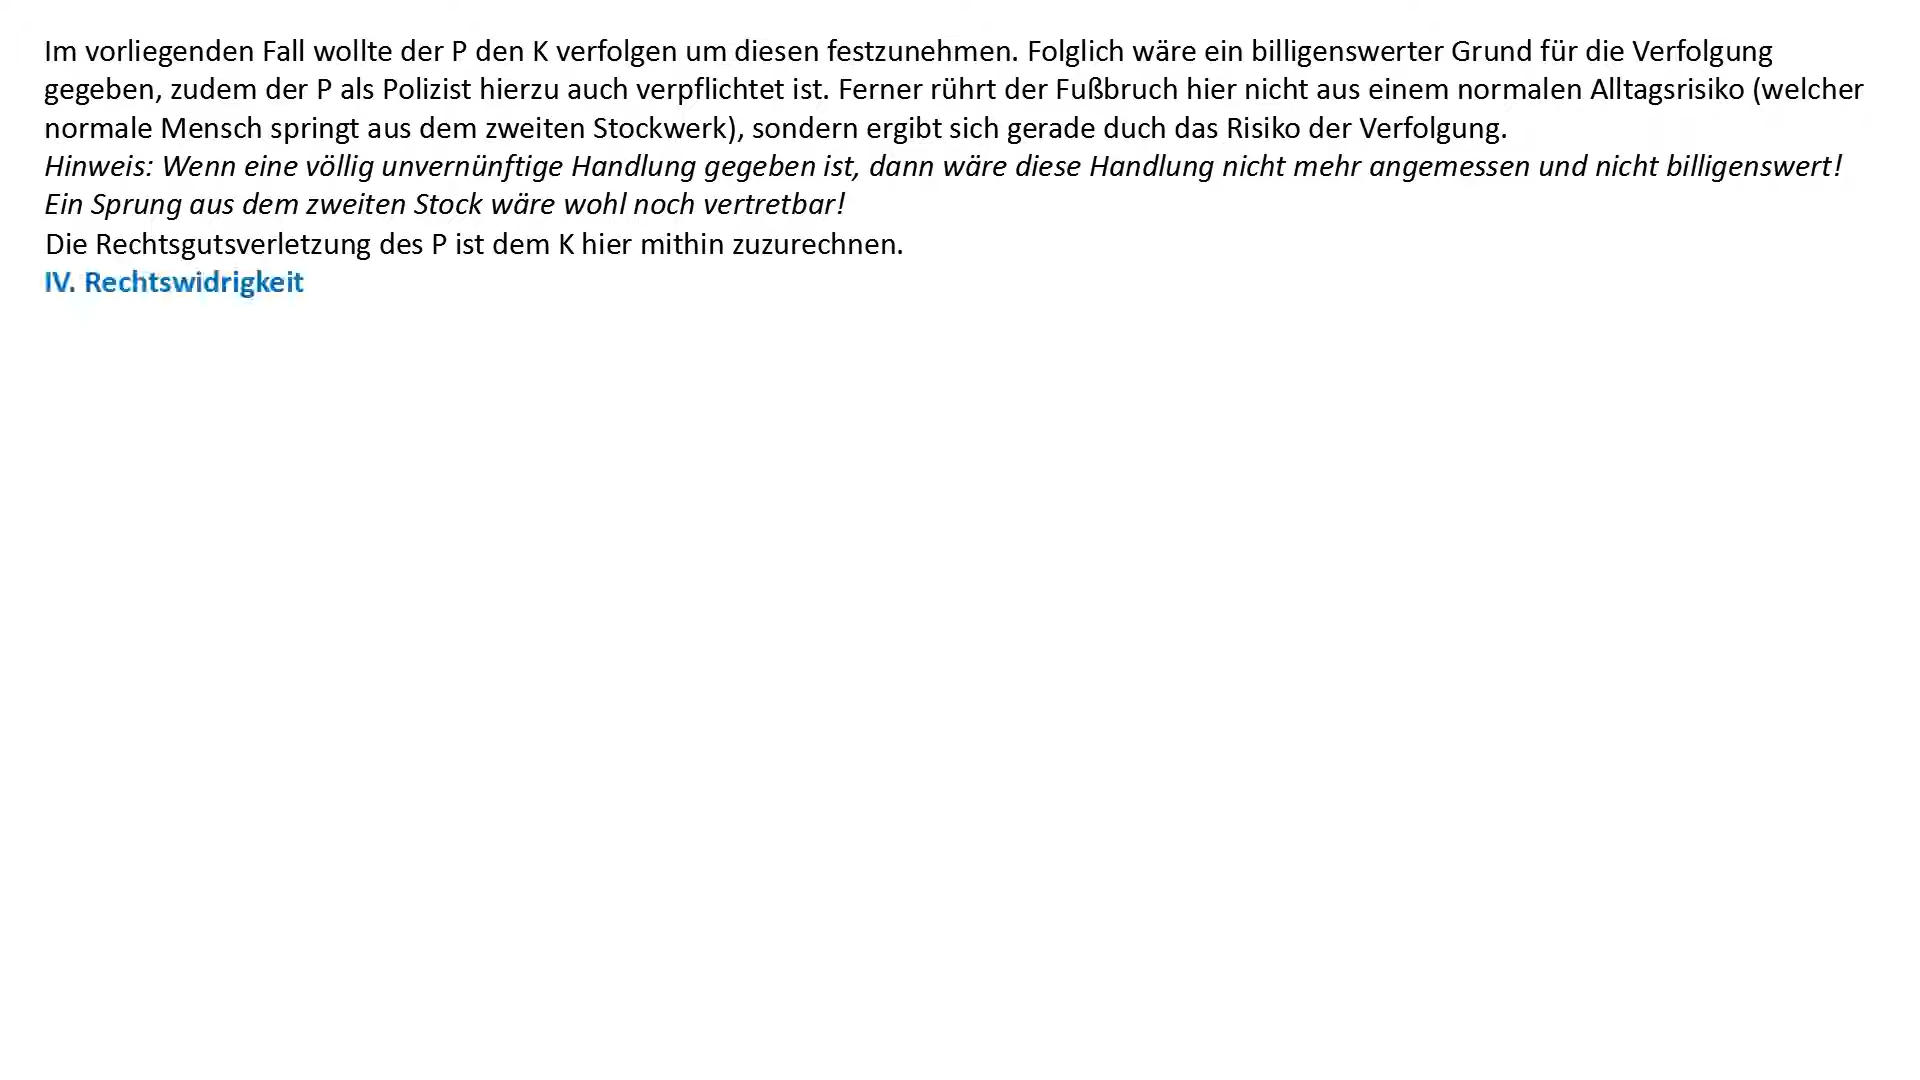 Im vorliegenden Fall wollte der P den K verfolgen um diesen festzunehmen. Folglich wäre ein billigenswerter Grund für die Verfolgung
gegeben, zudem der P als Polizist hierzu auch verpflichtet ist. Ferner rührt der Fußbruch hier nicht aus einem normalen Alltagsrisiko (welcher
normale Mensch springt aus dem zweiten Stockwerk), sondern ergibt sich gerade duch das Risiko der Verfolgung.
Hinweis: Wenn eine völlig unvernünftige Handlung gegeben ist, dann wäre diese Handlung nicht mehr angemessen und nicht billigenswert!
Ein Sprung aus dem zweiten Stock wäre wohl noch vertretbar!
Die Rechtsgutsverletzung des P ist dem K hier mithin zuzurechnen.
IV. Rechtswidrigkeit